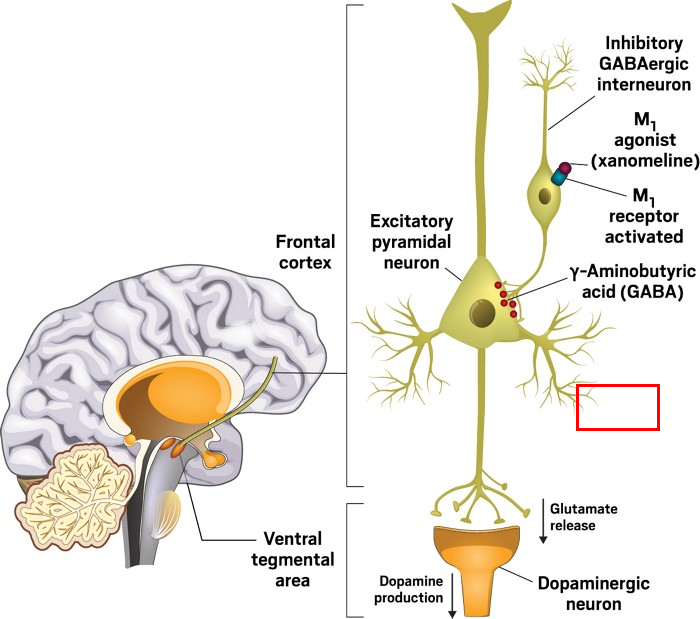 Inhibitory
GABAergic
interneuron
M1
agonist
(xanomeline)
M1
receptor
activated
Excitatory
pyramidal
neuron
Frontal
cortex
γ-Aminobutyric
acid (GABA)
Glutamate
release
Ventral
tegmental
area
Dopamine
production
Dopaminergic
neuron